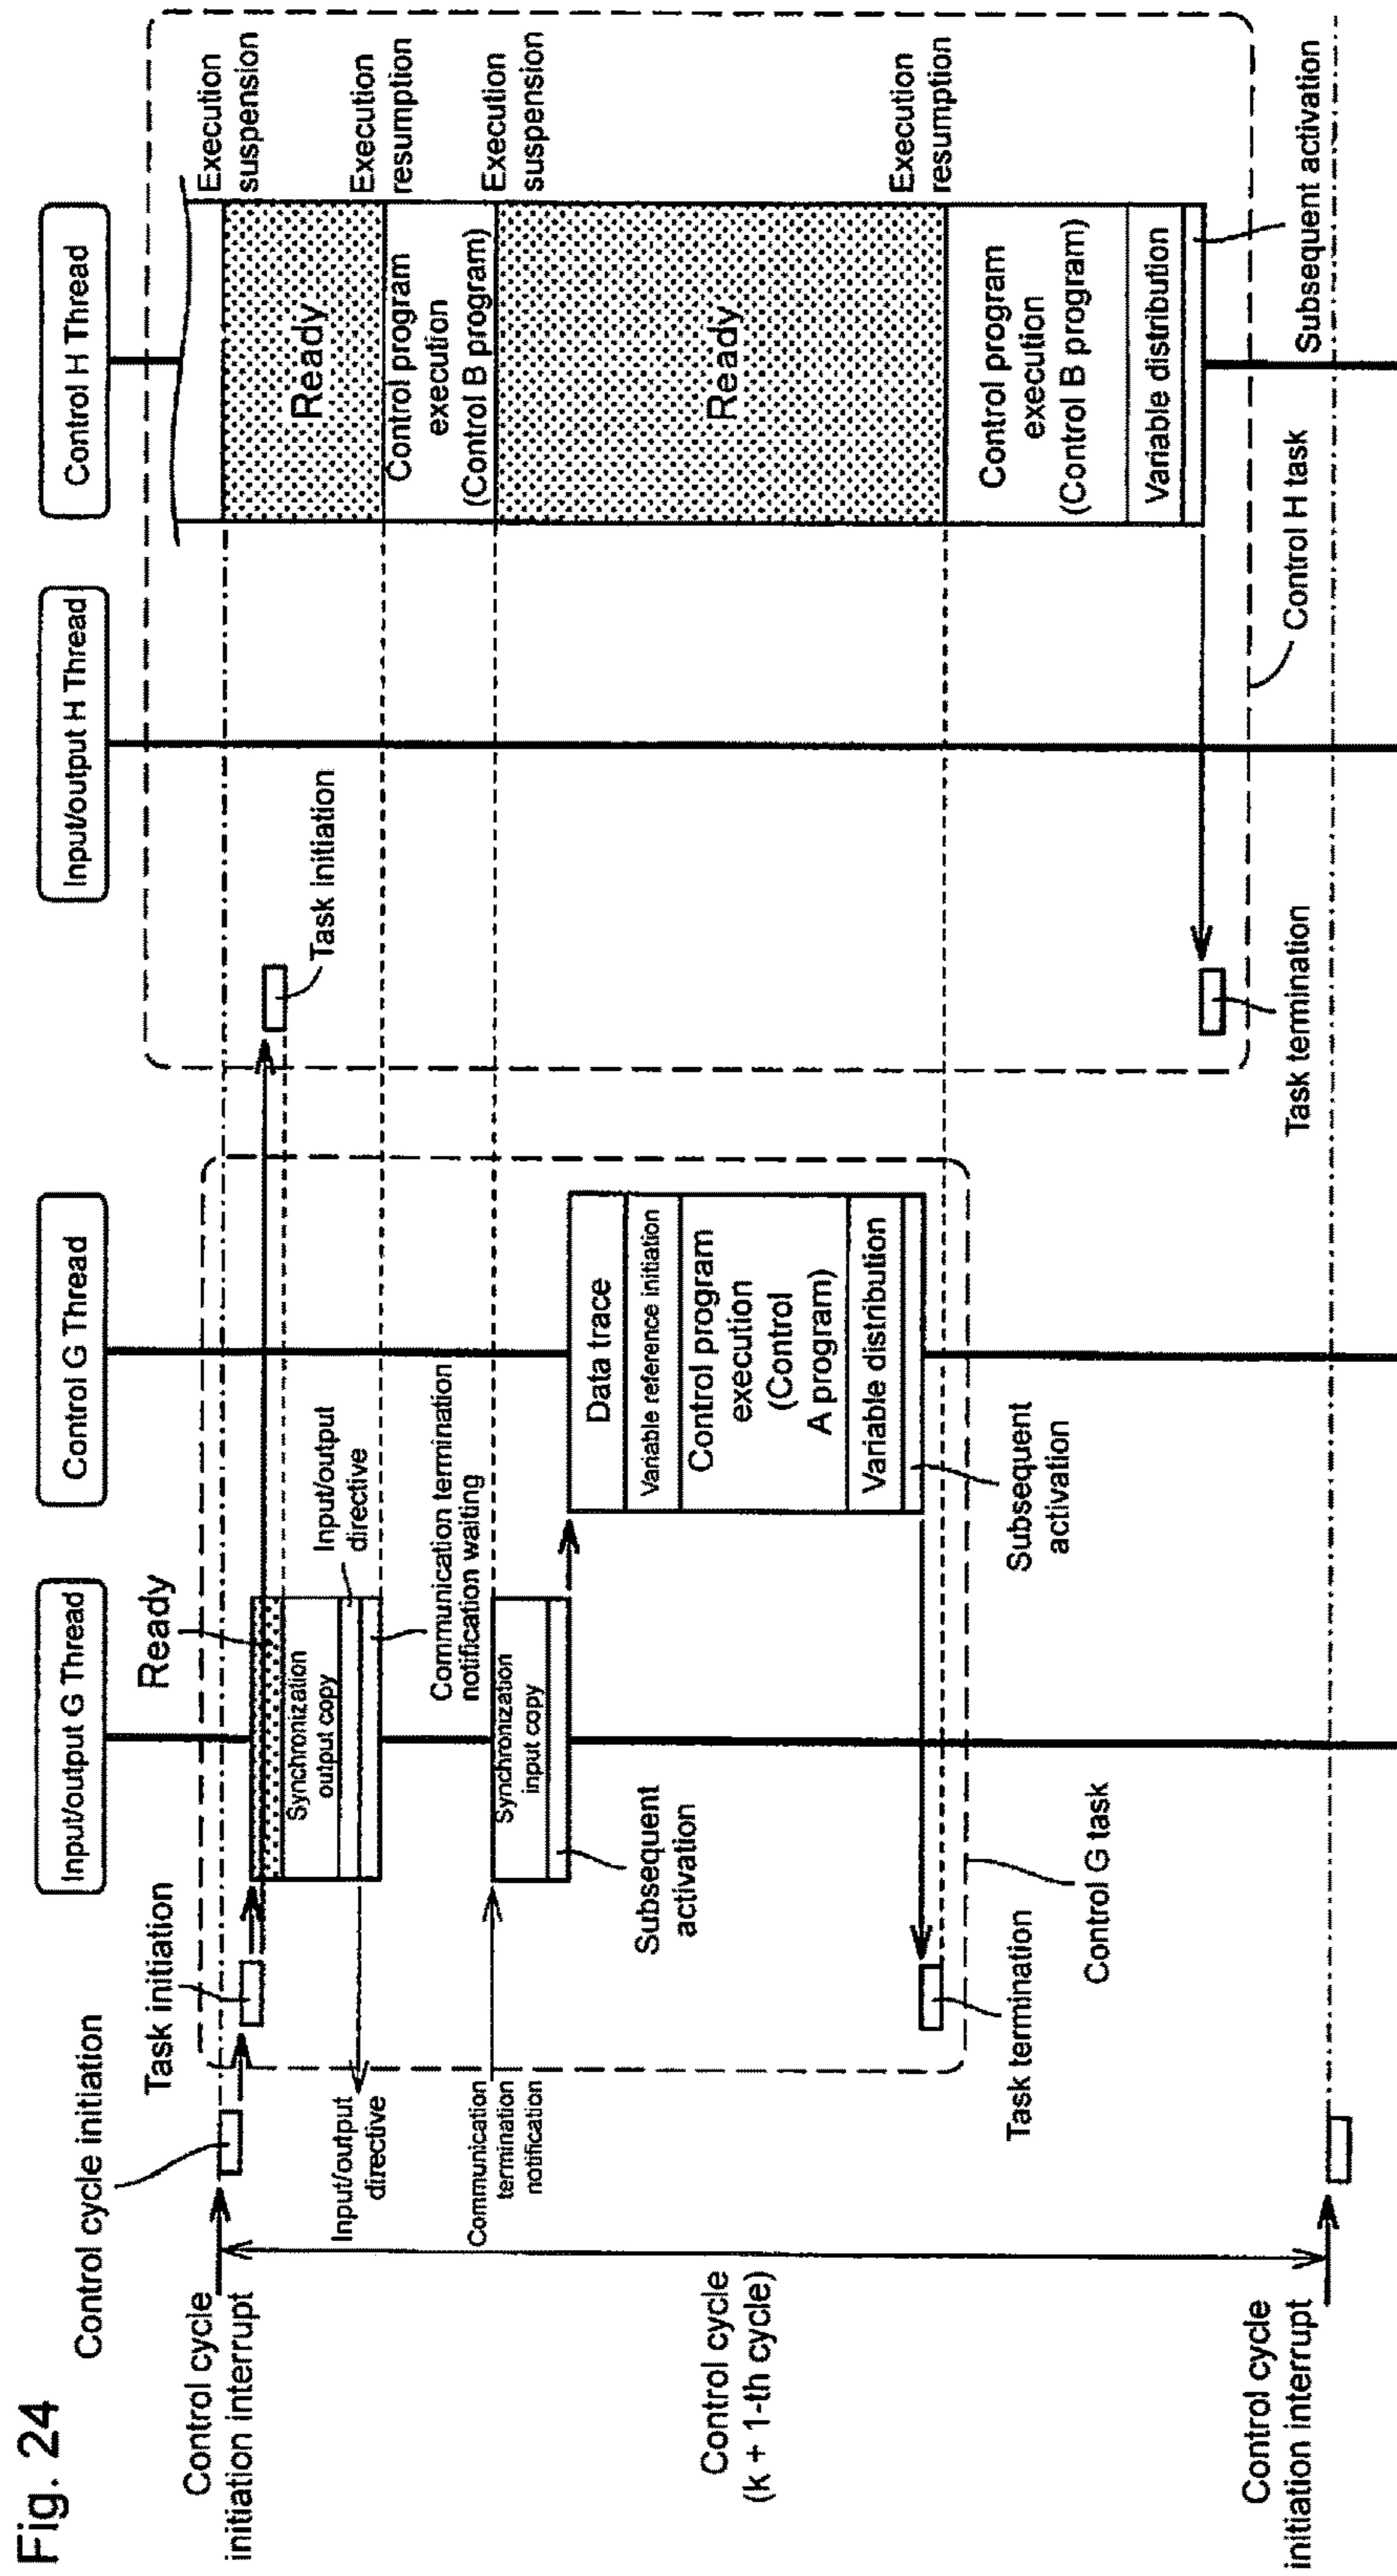 Fig. 24
Input/output G Thread
Control G Thread
Input/output H Thread
Control H Thread
Control cycle initiation
Task initiation
Ready
Control cycle
initiation interrupt
Synchronization
output copy
Input/output
directive
Communication termination
notification waiting
Input/output
directive
Communication
termination
notification
Synchronization
input copy
Subsequent
activation
Data trace
Variable reference initiation
Control program
execution
(Control
A program)
Variable distribution
Subsequent
activation
Task termination
Control G task
Control cycle
(k + 1-th cycle)
Task initiation
Execution
suspension
Ready
Execution
resumption
Control program
execution
(Control B program)
Execution
suspension
Ready
Execution
resumption
Control program
execution
(Control B program)
Variable distribution
Subsequent activation
Control H task
Task termination
Control cycle
initiation interrupt